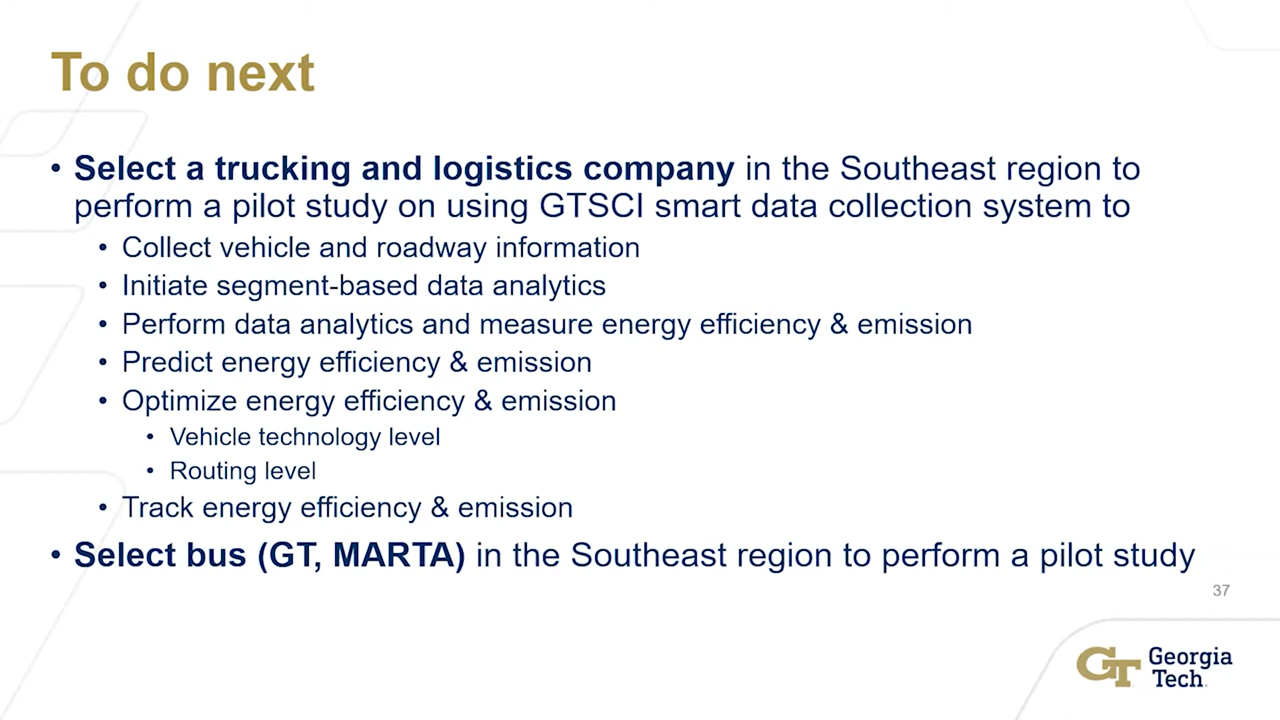 To do next
• Select a trucking and logistics company in the Southeast region to
perform a pilot study on using GTSCI smart data collection system to
• Collect vehicle and roadway information
• Initiate segment-based data analytics
• Perform data analytics and measure energy efficiency & emission
• Predict energy efficiency & emission
• Optimize energy efficiency & emission
• Vehicle technology level
• Routing level
• Track energy efficiency & emission
• Select bus (GT, MARTA) in the Southeast region to perform a pilot study
37
GT
Georgia
Tech